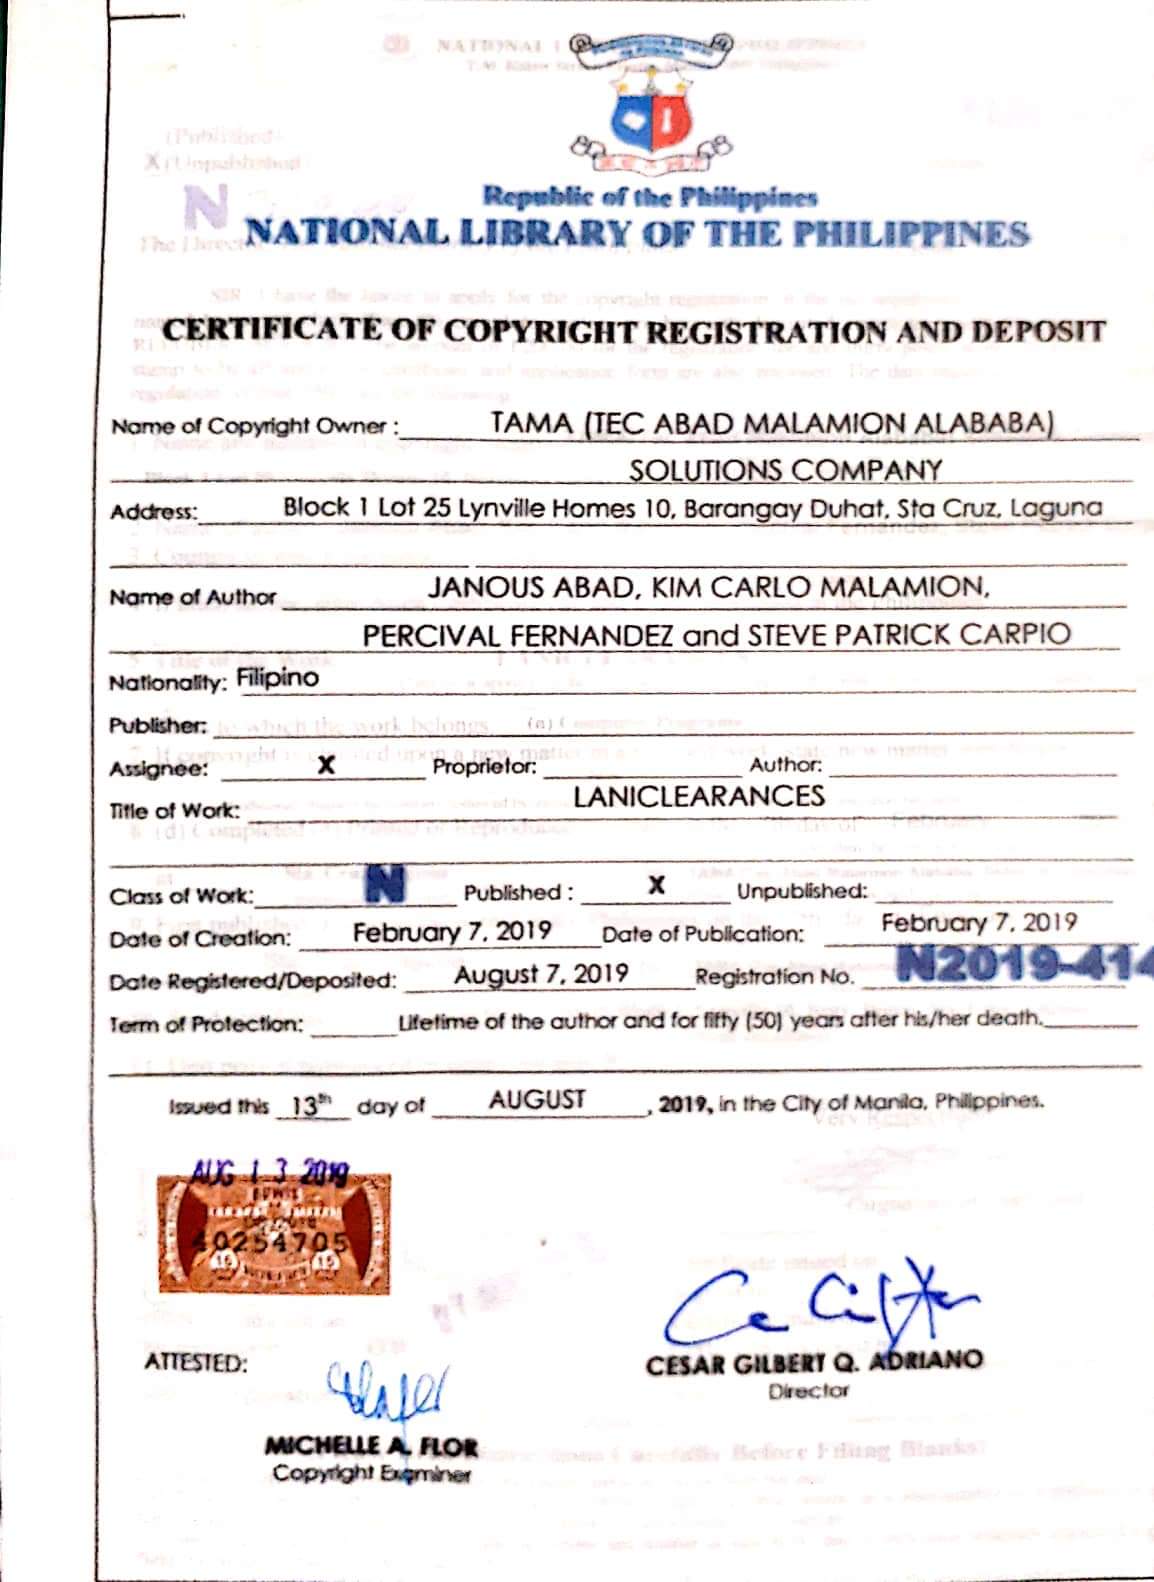 Republic of the Philippines
NATIONAL LIBRARY OF THE PHILIPPINES
CERTIFICATE OF COPYRIGHT REGISTRATION AND DEPOSIT
Name of Copyright Owner : TAMA (TEC ABAD MALAMION ALABABA)
SOLUTIONS COMPANY
Address: Block 1 Lot 25 Lynville Homes 10, Barangay Duhat, Sta Cruz, Laguna
Name of Author JANOUS ABAD, KIM CARLO MALAMION,
PERCIVAL FERNANDEZ and STEVE PATRICK CARPIO
Nationality: Filipino
Publisher:
Assignee: X Proprietor: Author:
Title of Work: LANICLEARANCES
Class of Work: N Published : X Unpublished:
Date of Creation: February 7, 2019 Date of Publication: February 7, 2019
Date Registered/Deposited: August 7, 2019 Registration No. N2019-414
Term of Protection: Lifetime of the author and for fifty (50) years after his/her death.
Issued this 13th day of AUGUST, 2019, in the City of Manila, Philippines.
AUG 13 2019
40254705
CESAR GILBERT Q. ADRIANO
Director
ATTESTED:
MICHELLE A. FLOR
Copyright Examiner